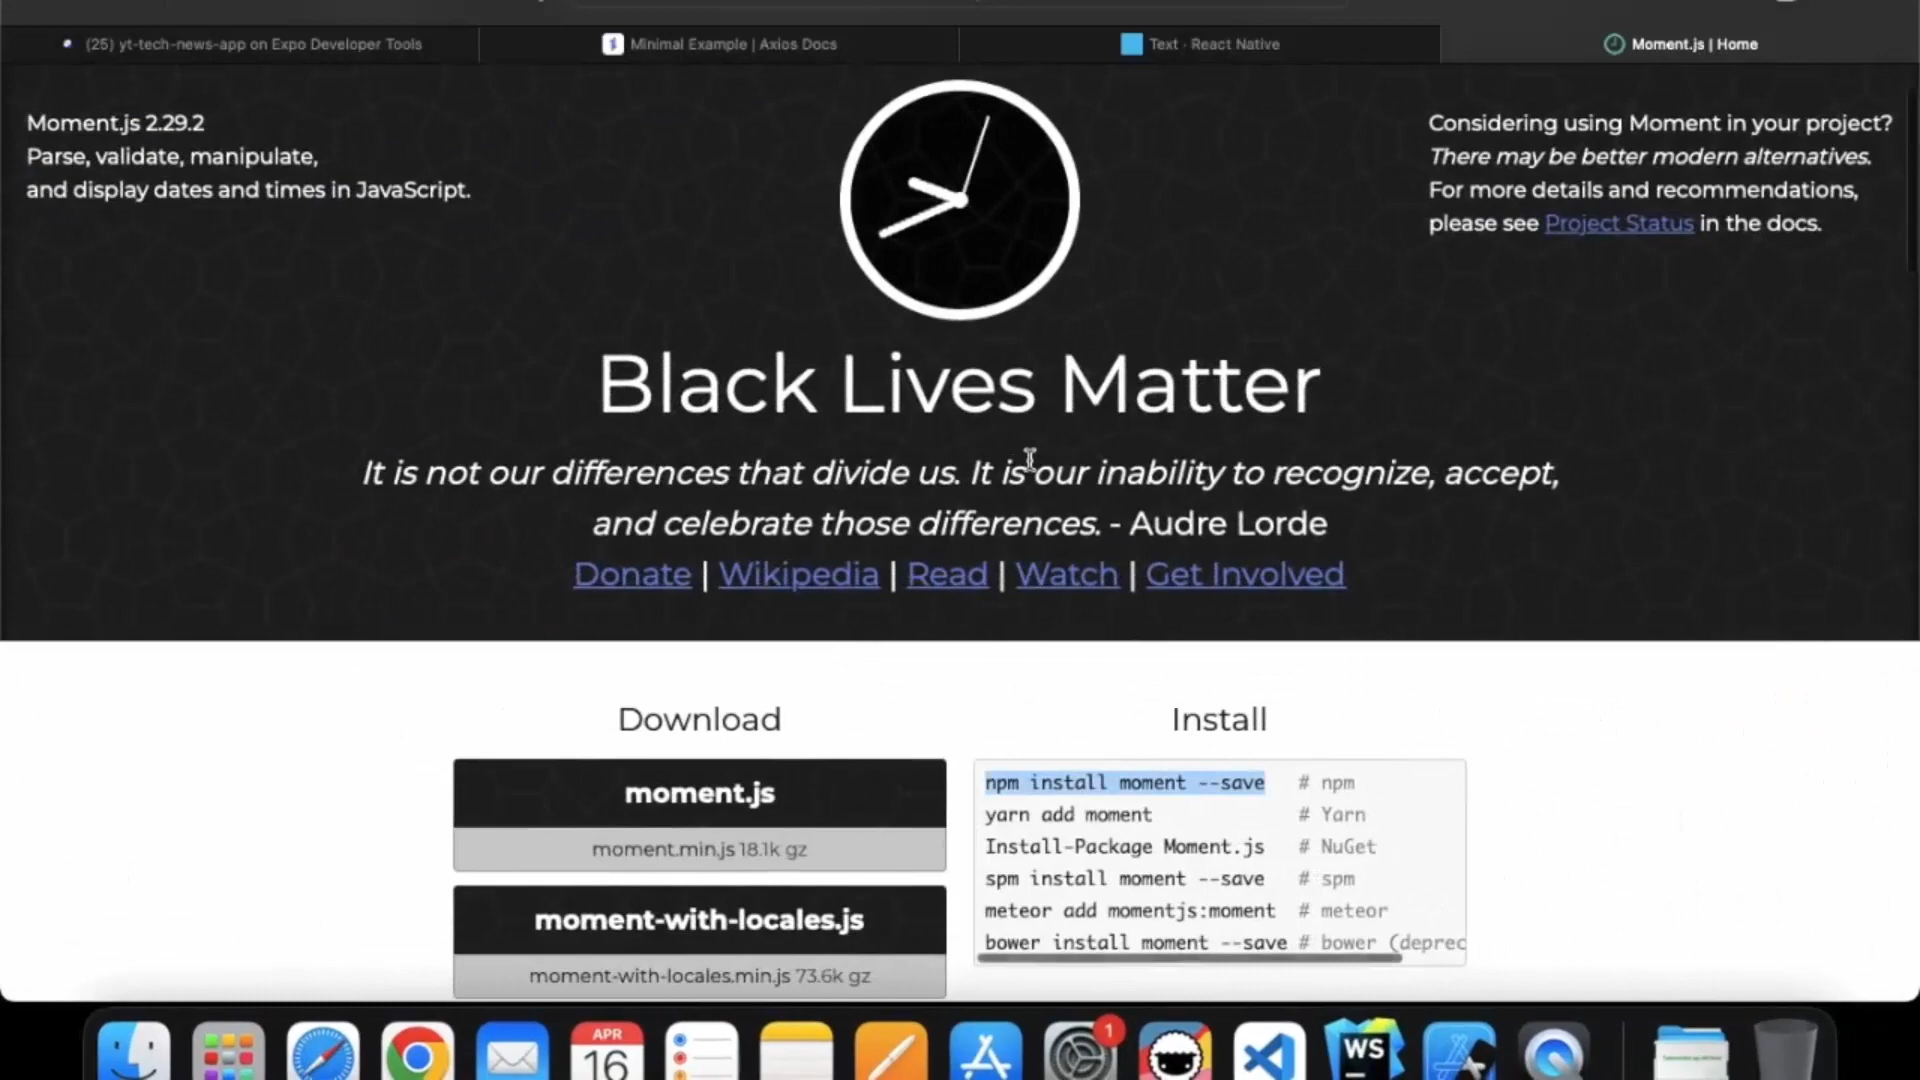 (25) yt-tech-news-app on Expo Developer Tools
Minimal Example | Axios Docs
Text · React Native
Moment.js | Home
Moment.js 2.29.2
Parse, validate, manipulate,
and display dates and times in JavaScript.
Considering using Moment in your project?
There may be better modern alternatives.
For more details and recommendations,
please see Project Status in the docs.
Black Lives Matter
It is not our differences that divide us. It is our inability to recognize, accept,
and celebrate those differences. - Audre Lorde
Donate | Wikipedia | Read | Watch | Get Involved
Download
moment.js
moment.min.js 18.1k gz
moment-with-locales.js
moment-with-locales.min.js 73.6k gz
Install
npm install moment --save # npm
yarn add moment # Yarn
Install-Package Moment.js # NuGet
spm install moment --save # spm
meteor add momentjs:moment # meteor
bower install moment --save # bower (deprec
APR
16
1
WS